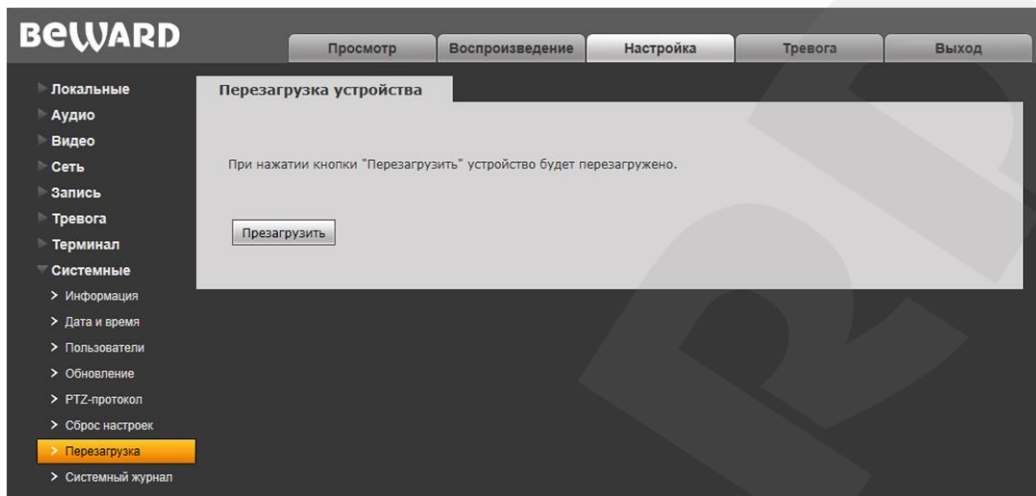 BEWARD
Просмотр Воспроизведение Настройка Тревога Выход
Локальные
Аудио
Видео
Сеть
Запись
Тревога
Терминал
Системные
Информация
Дата и время
Пользователи
Обновление
PTZ-протокол
Сброс настроек
Перезагрузка
Системный журнал
Перезагрузка устройства
При нажатии кнопки "Перезагрузить" устройство будет перезагружено.
Презагрузить